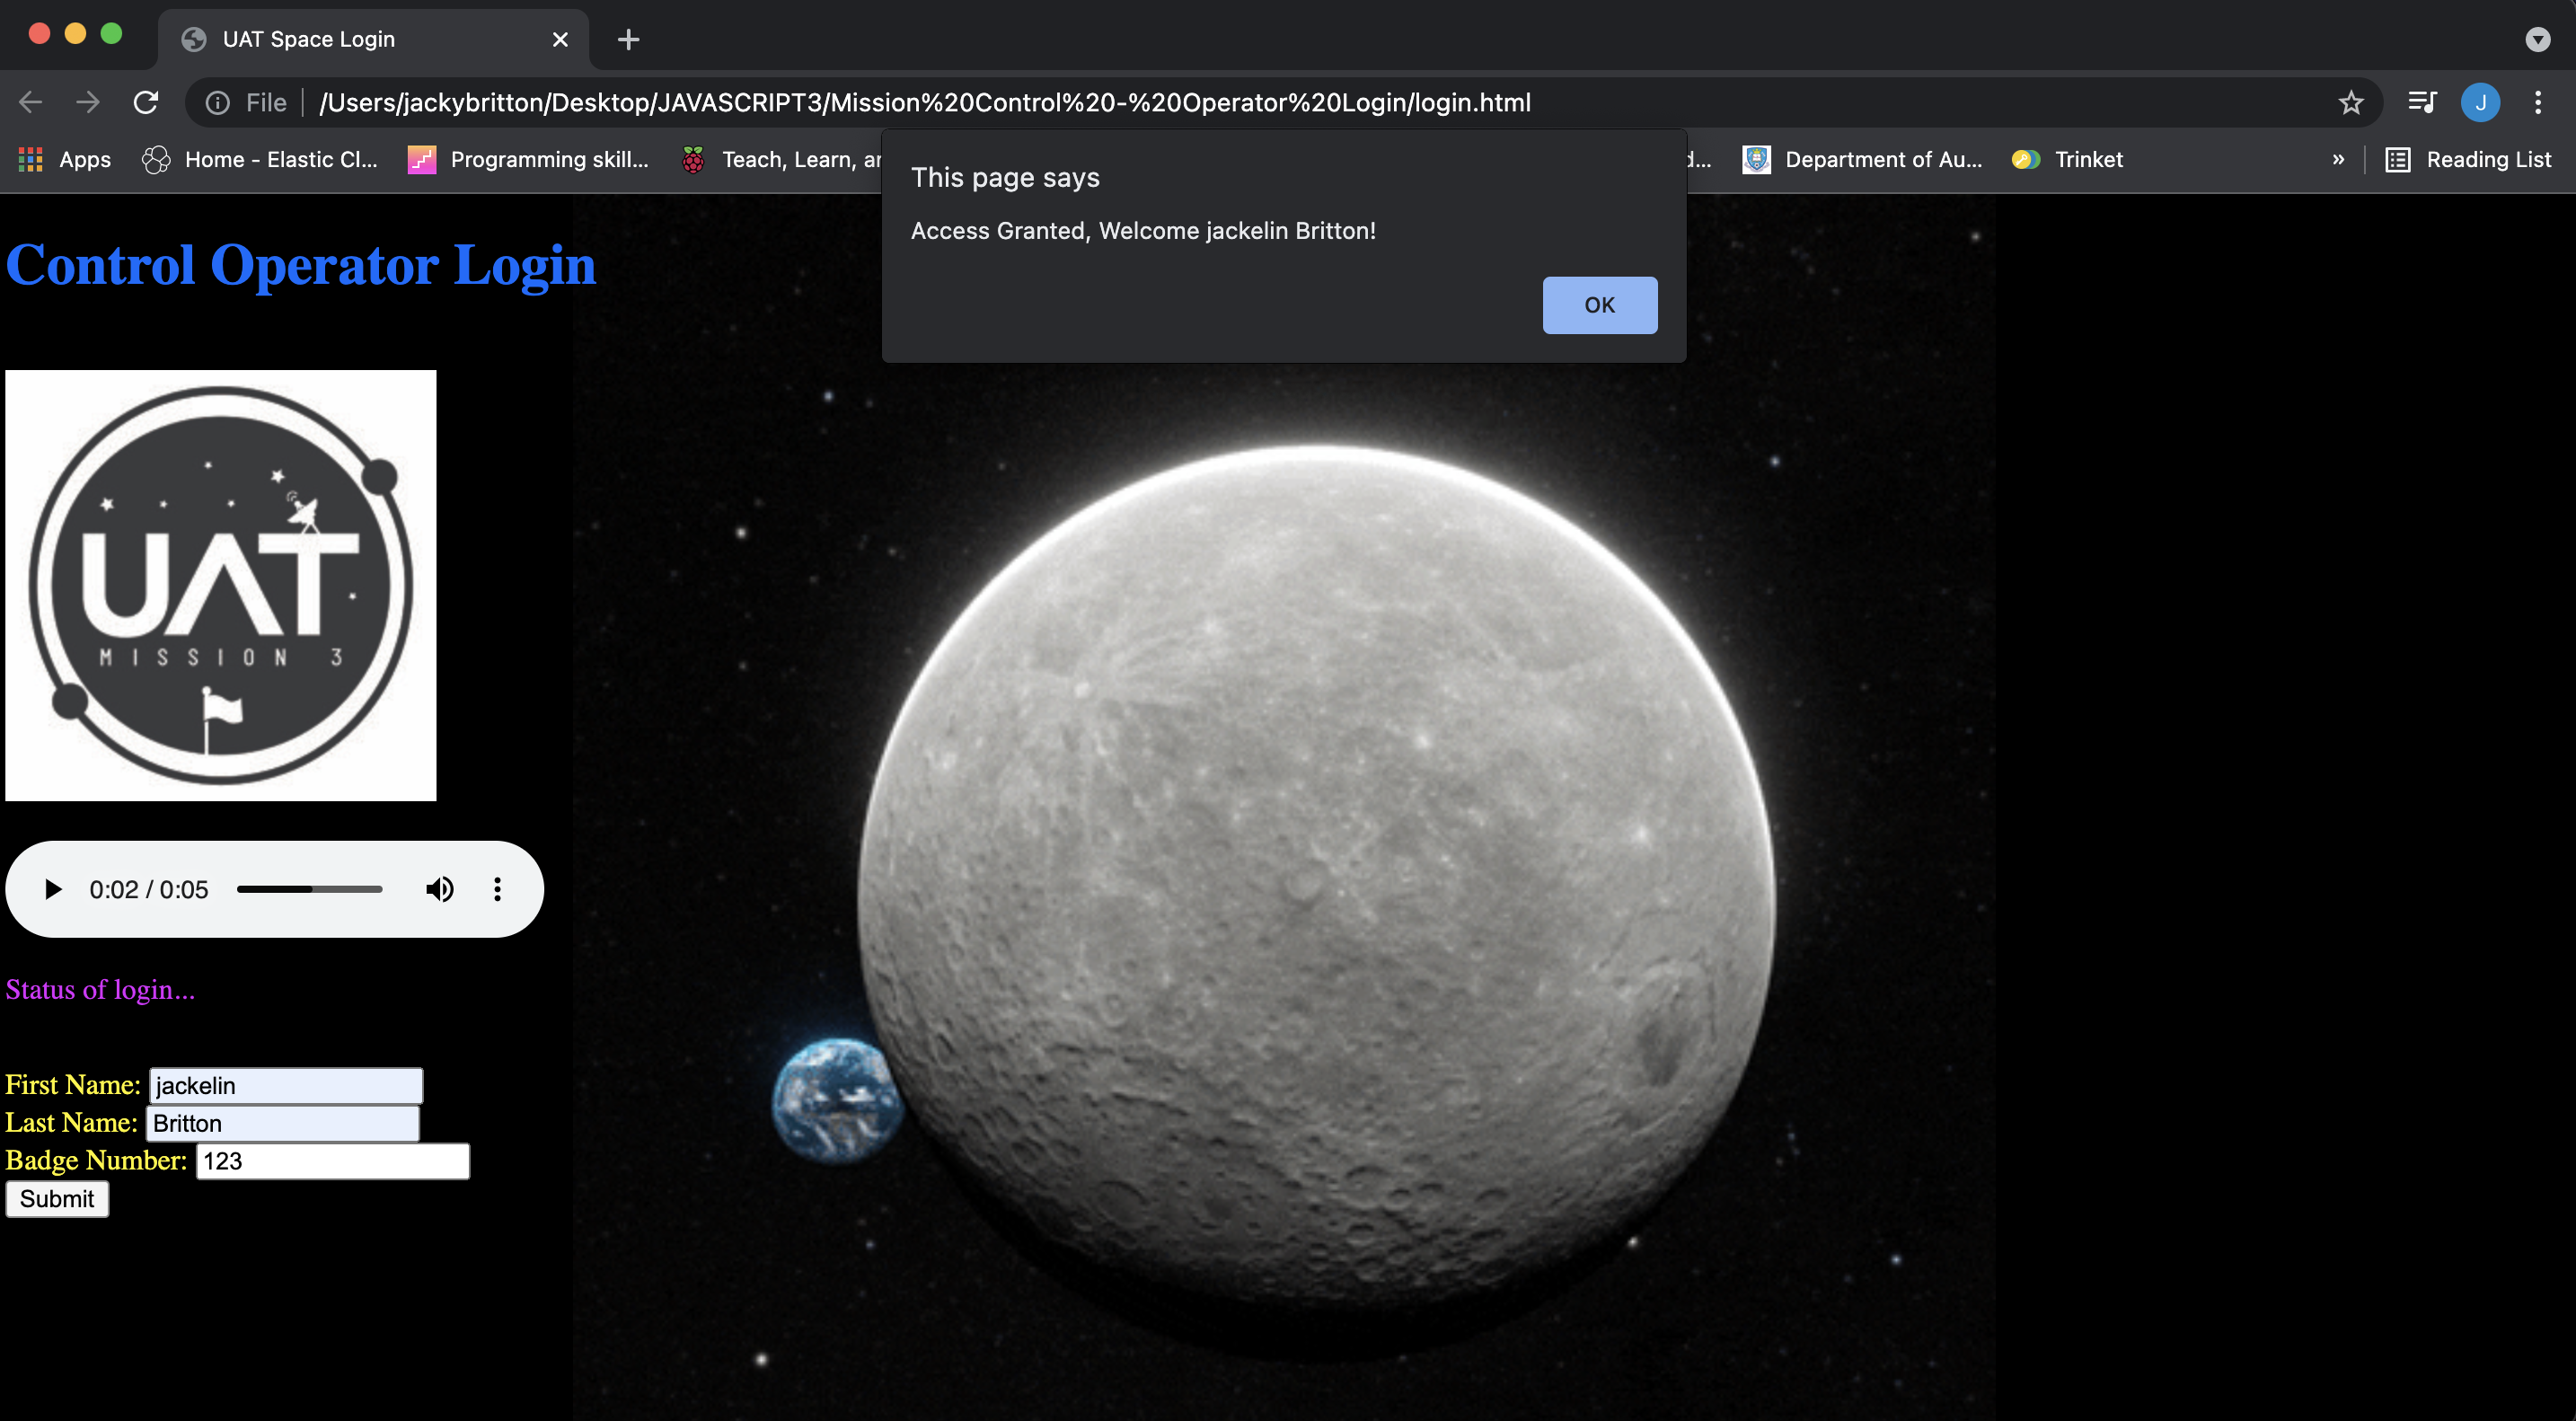 UAT Space Login
File
/Users/jackybritton/Desktop/JAVASCRIPT3/Mission%20Control%20-%20Operator%20Login/login.html
J
Apps
Home - Elastic Cl...
Programming skill...
Teach, Learn, a
d...
Department of Au...
Trinket
»
Reading List
This page says
Access Granted, Welcome jackelin Britton!
OK
Control Operator Login
UAT
MISSION 3
0:02 / 0:05
Status of login...
First Name: jackelin
Last Name: Britton
Badge Number: 123
Submit